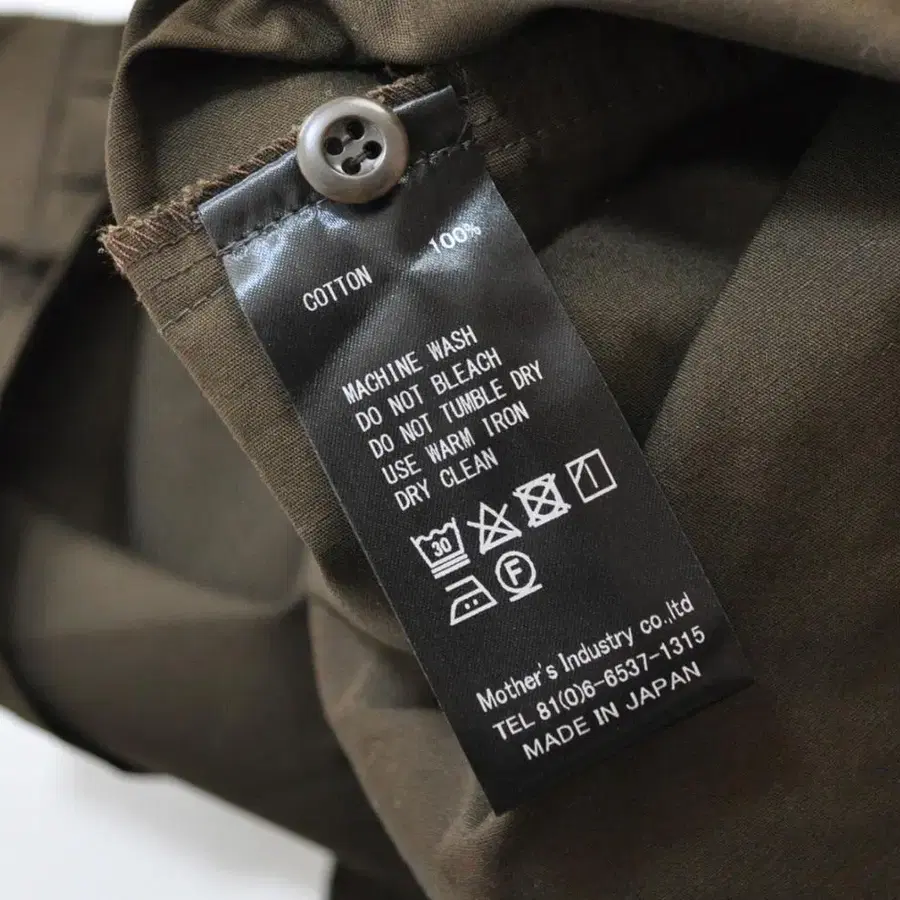 COTTON 100%
MACHINE WASH
DO NOT BLEACH
DO NOT TUMBLE DRY
USE WARM IRON
DRY CLEAN
30
F
Mother's Industry co.,ltd
TEL 81(0)6-6537-1315
MADE IN JAPAN